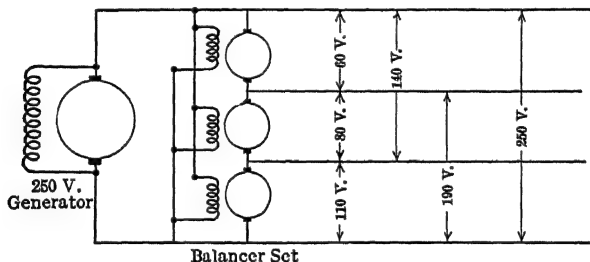 60 V.
140 V.
80 V.
250 V.
110 V.
190 V.
250 V.
Generator
Balancer Set